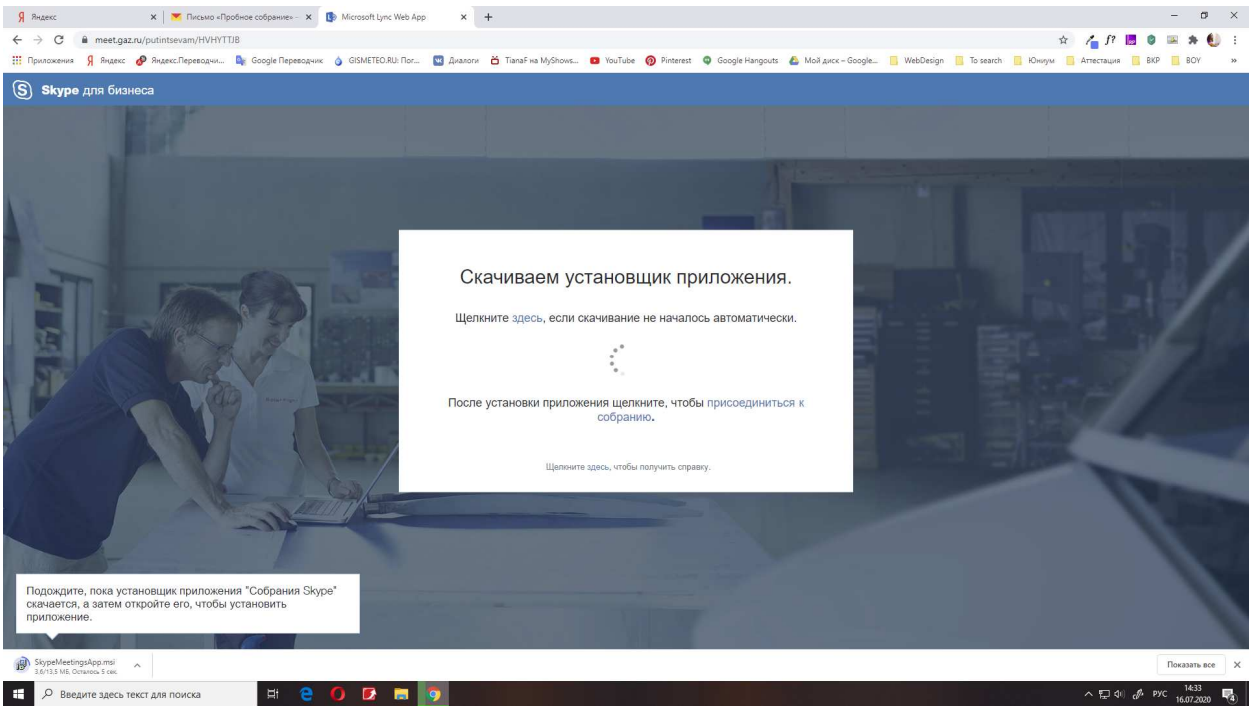 Яндекс
Письмо «Пробное собрание» –
Microsoft Lync Web App
meet.gaz.ru/putintsevam/HVHYTTJB
f?
Приложения
Яндекс
Яндекс.Переводчи...
Google Переводчик
GISMETEO.RU: Пог...
Диалоги
TianaF на MyShows...
YouTube
Pinterest
Google Hangouts
Мой диск – Google...
WebDesign
To search
Юниум
Аттестация
ВКР
BOY
»
Skype для бизнеса
Скачиваем установщик приложения.
Щелкните здесь, если скачивание не началось автоматически.
После установки приложения щелкните, чтобы присоединиться к
собранию.
Щелкните здесь, чтобы получить справку.
Подождите, пока установщик приложения "Собрания Skype"
скачается, а затем откройте его, чтобы установить
приложение.
SkypeMeetingsApp.msi
3,6/13,5 МБ, Осталось 5 сек.
Показать все
Введите здесь текст для поиска
РУС
14:33
16.07.2020
4